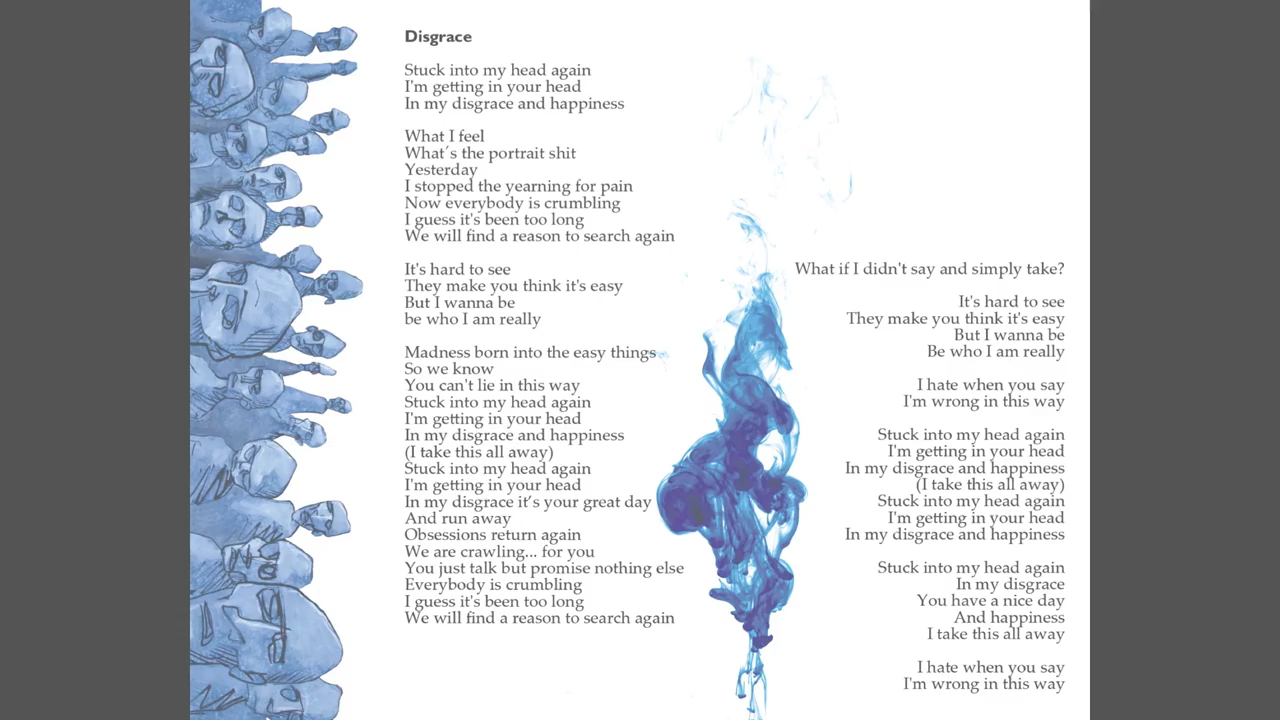 Disgrace
Stuck into my head again
I'm getting in your head
In my disgrace and happiness
What I feel
What´s the portrait shit
Yesterday
I stopped the yearning for pain
Now everybody is crumbling
I guess it's been too long
We will find a reason to search again
It's hard to see
They make you think it's easy
But I wanna be
be who I am really
Madness born into the easy things
So we know
You can't lie in this way
Stuck into my head again
I'm getting in your head
In my disgrace and happiness
(I take this all away)
Stuck into my head again
I'm getting in your head
In my disgrace it’s your great day
And run away
Obsessions return again
We are crawling... for you
You just talk but promise nothing else
Everybody is crumbling
I guess it's been too long
We will find a reason to search again
What if I didn't say and simply take?
It's hard to see
They make you think it's easy
But I wanna be
Be who I am really
I hate when you say
I'm wrong in this way
Stuck into my head again
I'm getting in your head
In my disgrace and happiness
(I take this all away)
Stuck into my head again
I'm getting in your head
In my disgrace and happiness
Stuck into my head again
In my disgrace
You have a nice day
And happiness
I take this all away
I hate when you say
I'm wrong in this way